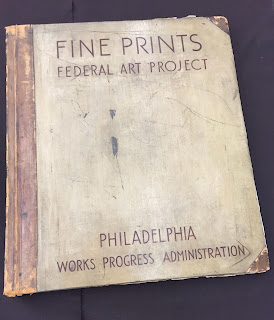 FINE PRINTS
FEDERAL ART PROJECT
PHILADELPHIA
WORKS PROGRESS ADMINISTRATION